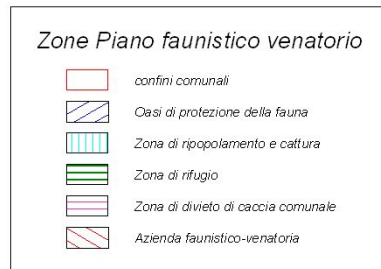 Zone Piano faunistico venatorio
confini comunali
Oasi di protezione della fauna
Zona di ripopolamento e cattura
Zona di rifugio
Zona di divieto di caccia comunale
Azienda faunistico-venatoria